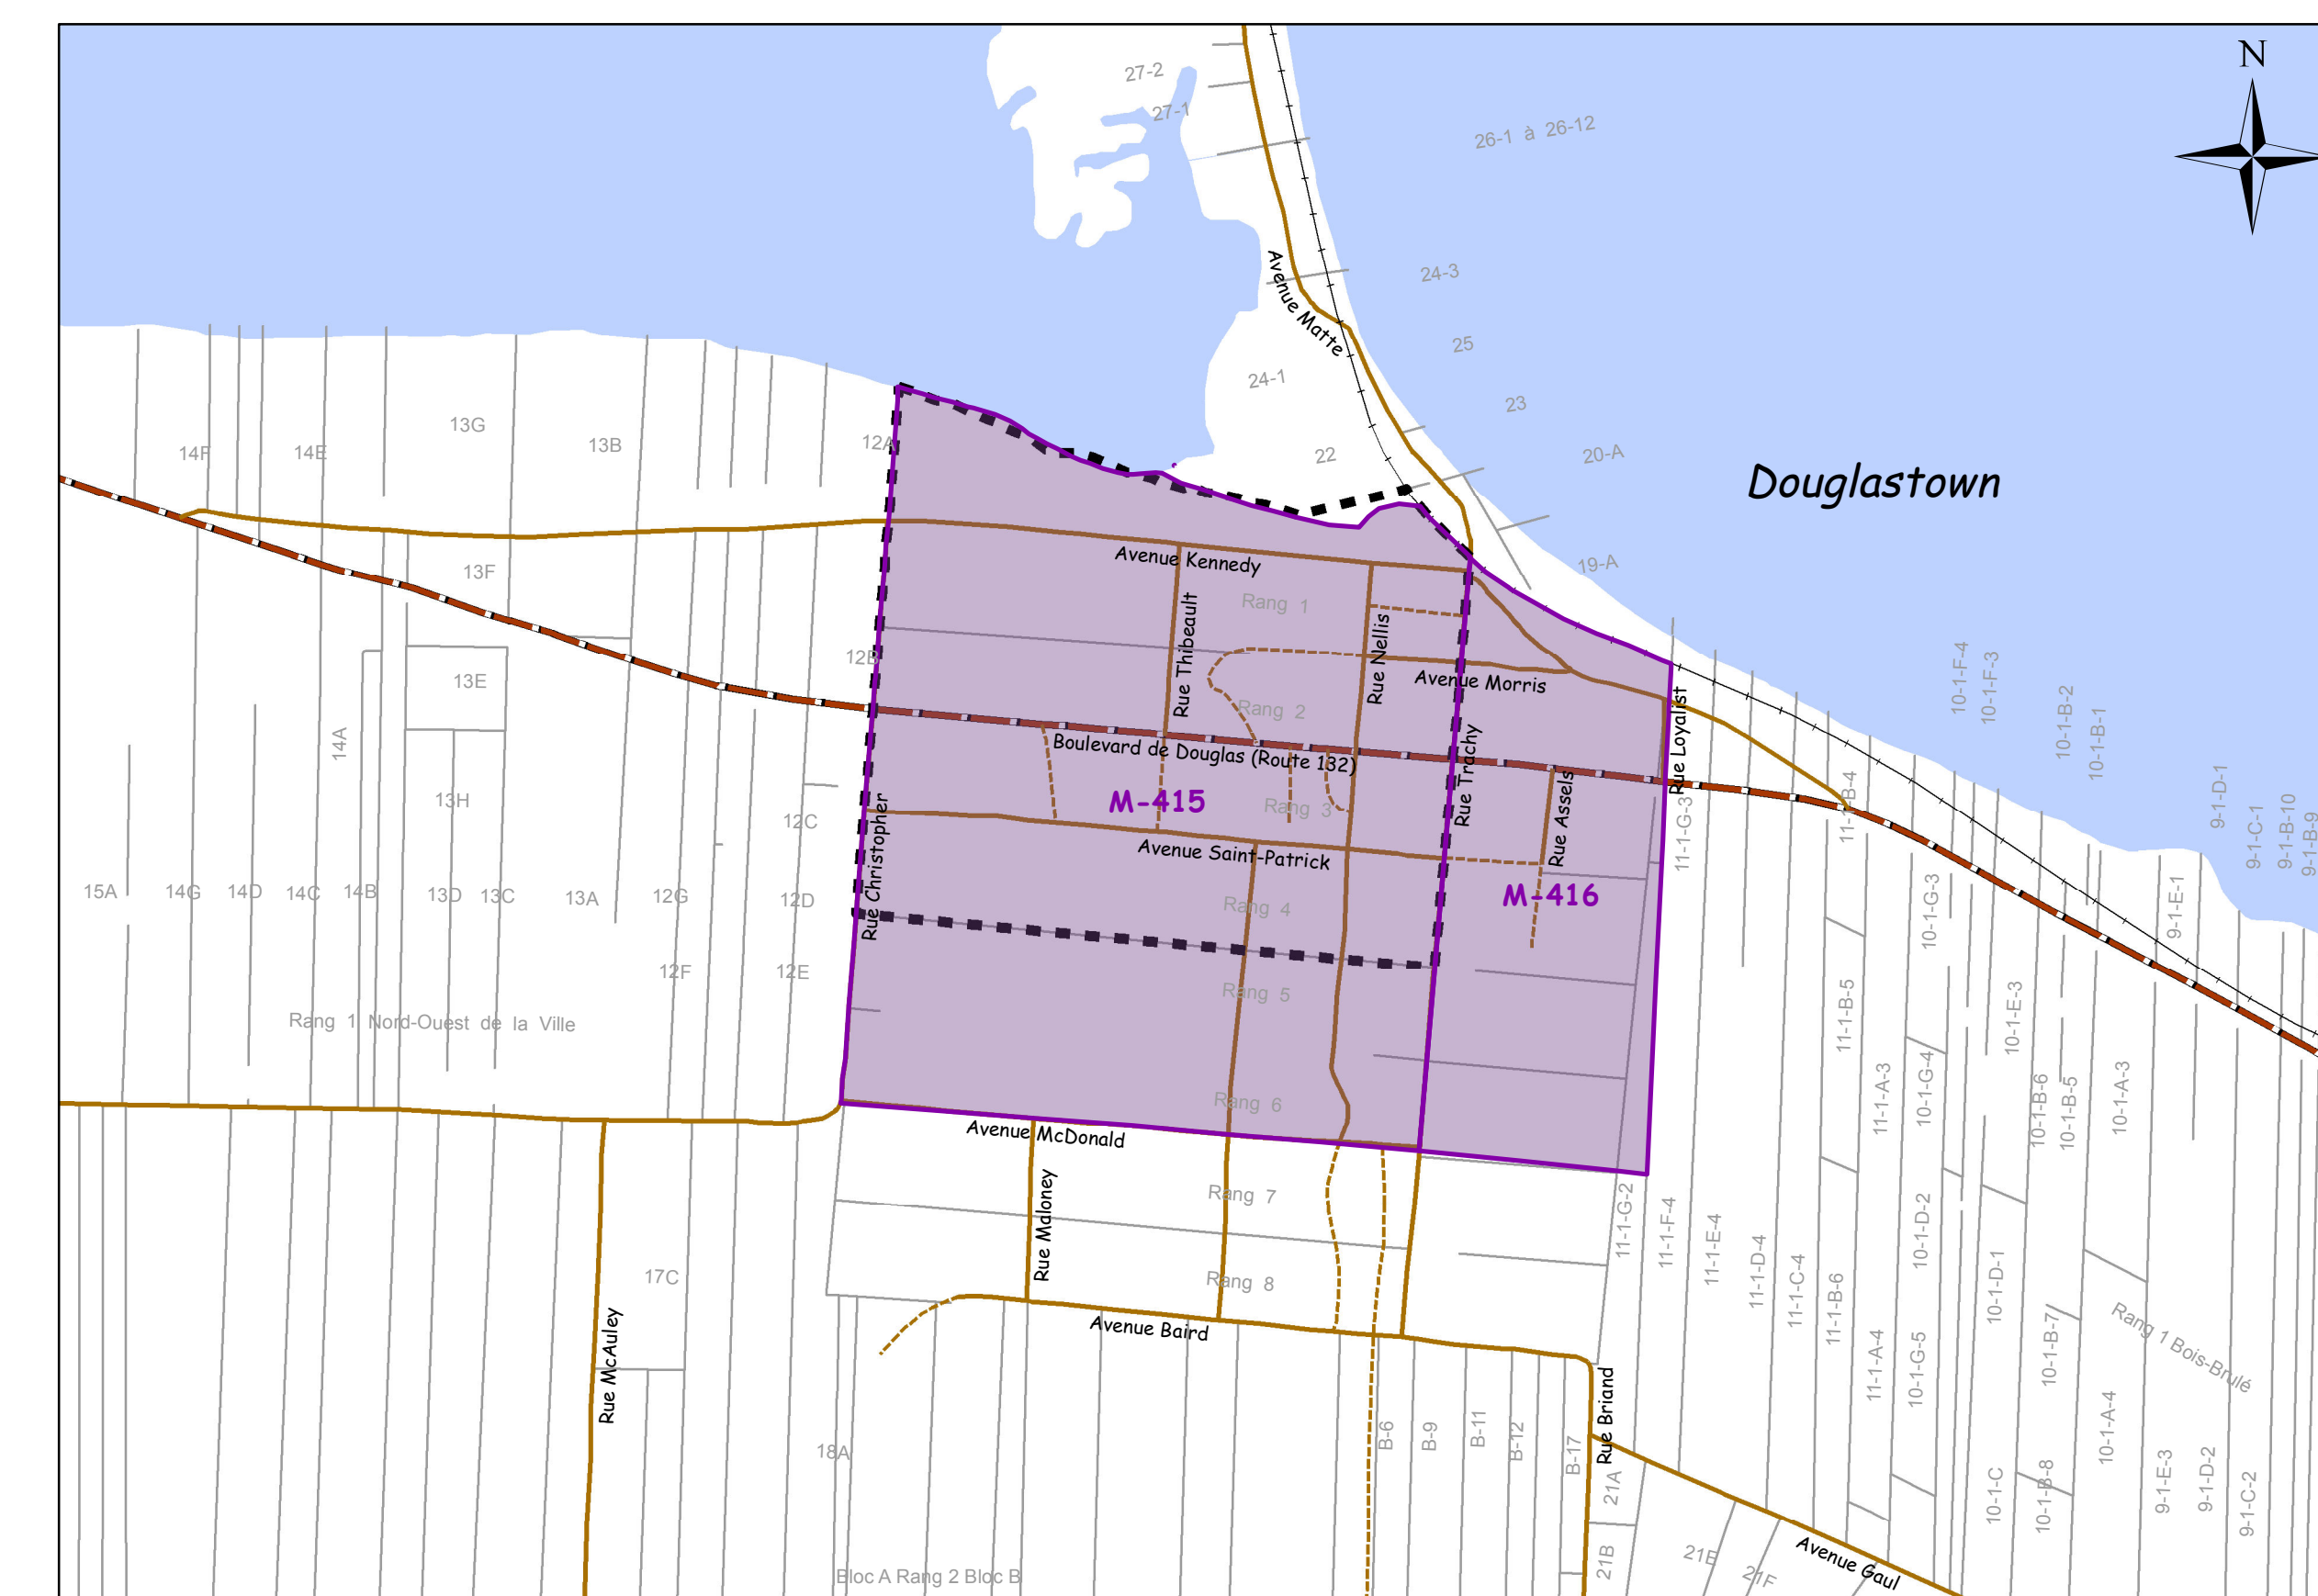 N
27-2
27-1
26-1 à 26-12
Avenue Matte
24-3
25
24-1
23
22
20-A
19-A
Douglastown
14F
14E
13G
13B
12A
13F
Avenue Kennedy
Rang 1
Rue Thibeault
Rue Nellis
12B
13E
Avenue Morris
Rang 2
14A
Boulevard de Douglas (Route 132)
Rue Trachy
Rue Loyalist
10-1-F-4
10-1-F-3
10-1-B-2
10-1-B-1
13H
M-415
Rang 3
12C
Rue Christopher
Avenue Saint-Patrick
Rue Assels
11-1-G-3
9-1-D-1
9-1-C-1
9-1-B-10
9-1-B-9
15A
14G
14D
14C
14B
13D
13C
13A
12G
12D
Rang 4
M-416
10-1-G-3
9-1-E-1
12F
12E
Rang 5
Rang 1 Nord-Ouest de la Ville
11-1-B-5
10-1-E-3
Rang 6
11-1-A-3
10-1-G-4
10-1-B-6
10-1-B-5
10-1-A-3
Avenue McDonald
Rang 7
Rue Maloney
11-1-G-2
11-1-F-4
11-1-E-4
11-1-D-4
11-1-C-4
11-1-B-6
10-1-D-2
10-1-D-1
17C
Rang 8
Avenue Baird
Rue McAuley
11-1-A-4
10-1-G-5
10-1-B-7
Rang 1 Bois-Brulé
18A
B-6
B-9
B-11
B-12
B-17
Rue Briand
21A
10-1-C
10-1-B-8
10-1-A-4
9-1-E-3
9-1-D-2
9-1-C-2
21B
21E
21F
Avenue Gaul
Bloc A Rang 2 Bloc B